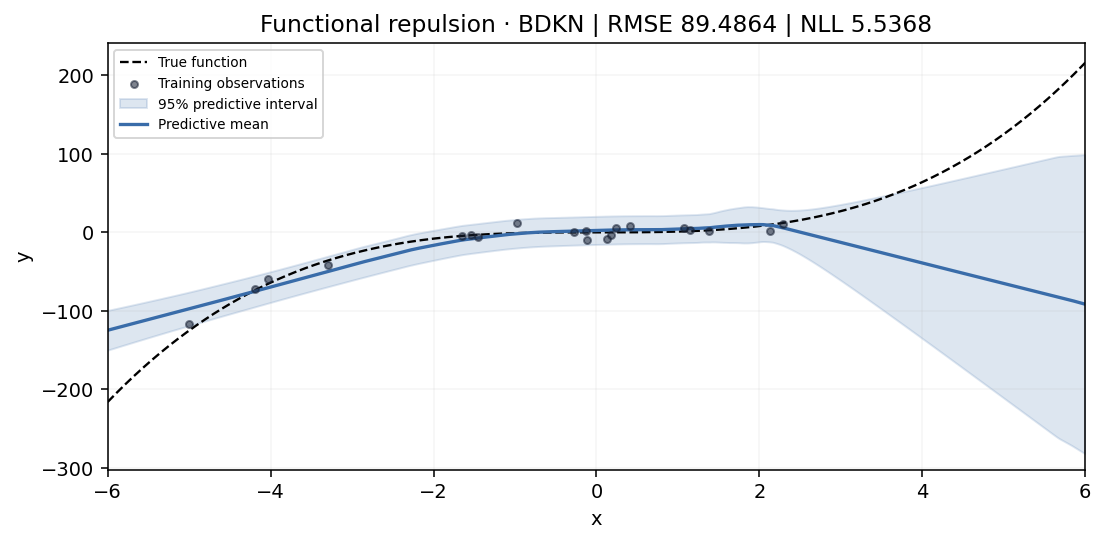 Functional repulsion · BDKN | RMSE 89.4864 | NLL 5.5368
True function
Training observations
95% predictive interval
Predictive mean
200
100
0
−100
−200
−300
y
−6 −4 −2 0 2 4 6
x